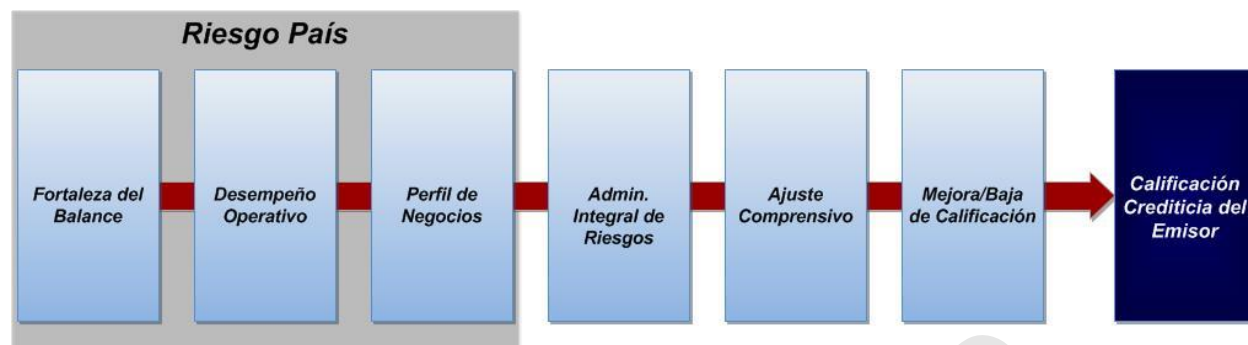 Riesgo País
Fortaleza del
Balance
Desempeño
Operativo
Perfil de
Negocios
Admin.
Integral de
Riesgos
Ajuste
Comprensivo
Mejora/Baja
de Calificación
Calificación
Crediticia del
Emisor